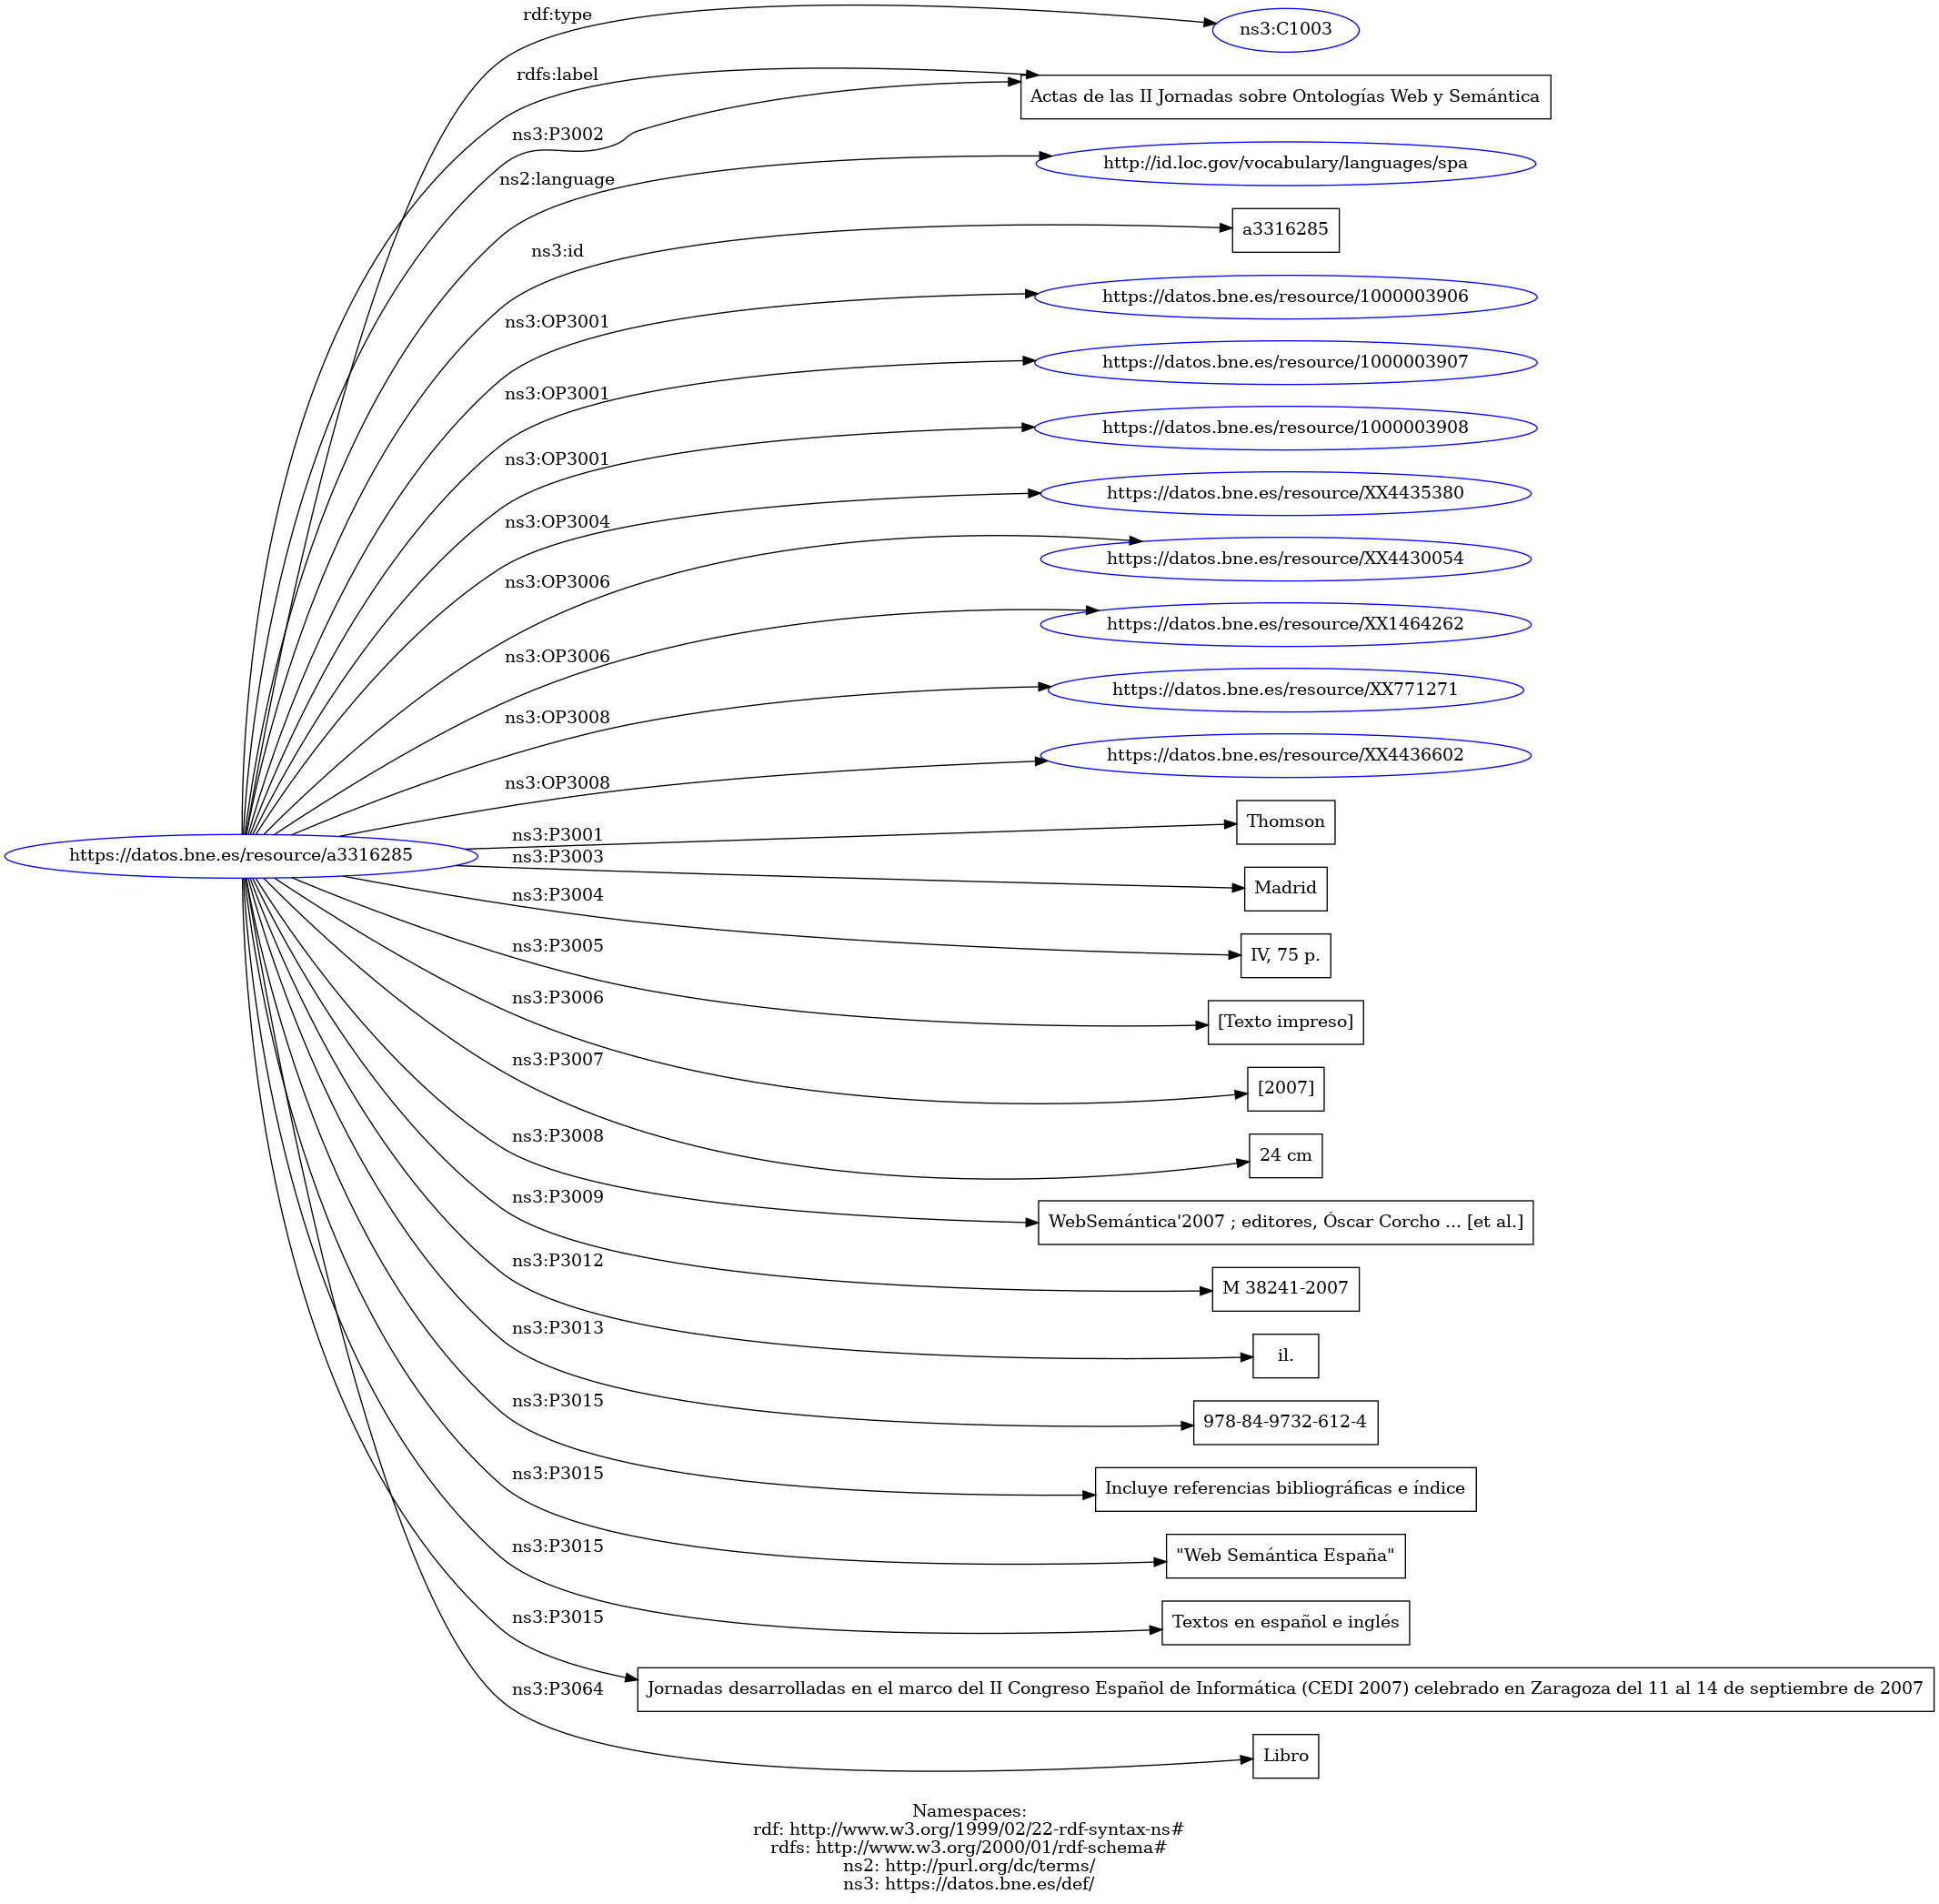 rdf:type
ns3:C1003
rdfs:label
Actas de las II Jornadas sobre Ontologías Web y Semántica
ns3:P3002
ns2:language
http://id.loc.gov/vocabulary/languages/spa
ns3:id
a3316285
ns3:OP3001
https://datos.bne.es/resource/1000003906
ns3:OP3001
https://datos.bne.es/resource/1000003907
ns3:OP3001
https://datos.bne.es/resource/1000003908
ns3:OP3004
https://datos.bne.es/resource/XX4435380
ns3:OP3006
https://datos.bne.es/resource/XX4430054
ns3:OP3006
https://datos.bne.es/resource/XX1464262
ns3:OP3008
https://datos.bne.es/resource/XX771271
ns3:OP3008
https://datos.bne.es/resource/XX4436602
https://datos.bne.es/resource/a3316285
ns3:P3001
Thomson
ns3:P3003
Madrid
ns3:P3004
IV, 75 p.
ns3:P3005
[Texto impreso]
ns3:P3006
[2007]
ns3:P3007
24 cm
ns3:P3008
WebSemántica'2007 ; editores, Óscar Corcho ... [et al.]
ns3:P3009
M 38241-2007
ns3:P3012
il.
ns3:P3013
978-84-9732-612-4
ns3:P3015
Incluye referencias bibliográficas e índice
ns3:P3015
"Web Semántica España"
ns3:P3015
Textos en español e inglés
ns3:P3015
Jornadas desarrolladas en el marco del II Congreso Español de Informática (CEDI 2007) celebrado en Zaragoza del 11 al 14 de septiembre de 2007
ns3:P3064
Libro
Namespaces:
rdf: http://www.w3.org/1999/02/22-rdf-syntax-ns#
rdfs: http://www.w3.org/2000/01/rdf-schema#
ns2: http://purl.org/dc/terms/
ns3: https://datos.bne.es/def/